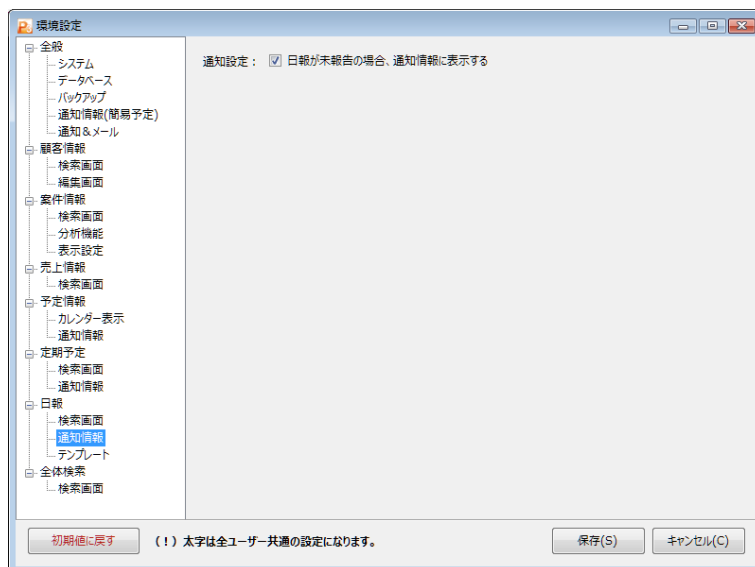 環境設定
全般
システム
データベース
バックアップ
通知情報(簡易予定)
通知＆メール
顧客情報
検索画面
編集画面
案件情報
検索画面
分析機能
表示設定
売上情報
検索画面
予定情報
カレンダー表示
通知情報
定期予定
検索画面
通知情報
日報
検索画面
通知情報
テンプレート
全体検索
検索画面
通知設定： 日報が未報告の場合、通知情報に表示する
初期値に戻す (！) 太字は全ユーザー共通の設定になります。 保存(S) キャンセル(C)